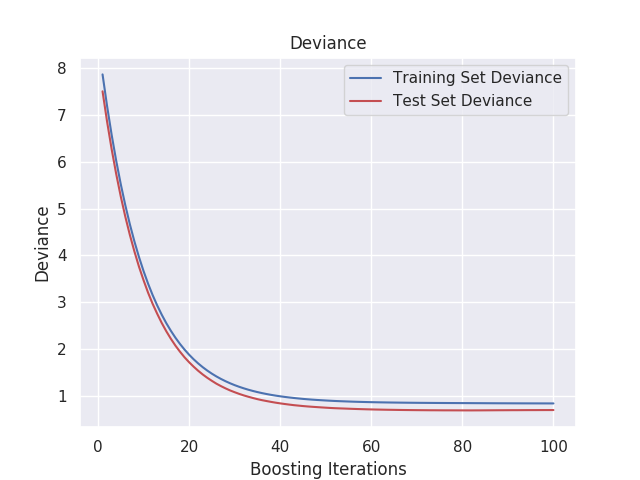 Deviance
Training Set Deviance
Test Set Deviance
8
7
6
5
4
3
2
1
Deviance
0 20 40 60 80 100
Boosting Iterations